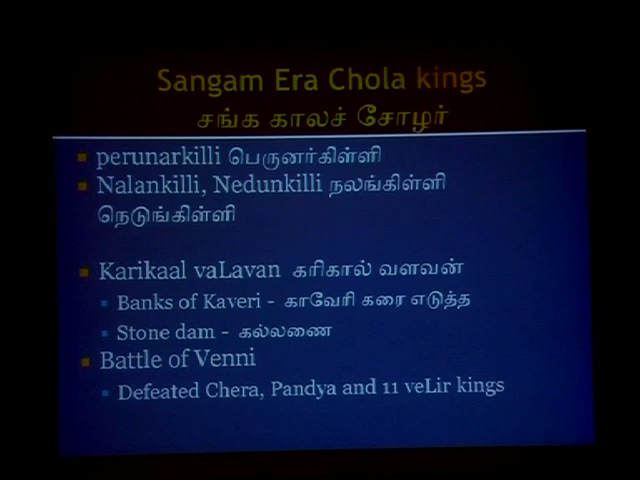 Sangam Era Chola kings
சங்க காலச் சோழர்
perunarkilli பெருனர்கிள்ளி
Nalankilli, Nedunkilli நலங்கிள்ளி
நெடுங்கிள்ளி
Karikaal vaLavan கரிகால் வளவன்
Banks of Kaveri - காவேரி கரை எடுத்த
Stone dam - கல்லணை
Battle of Venni
Defeated Chera, Pandya and 11 veLir kings